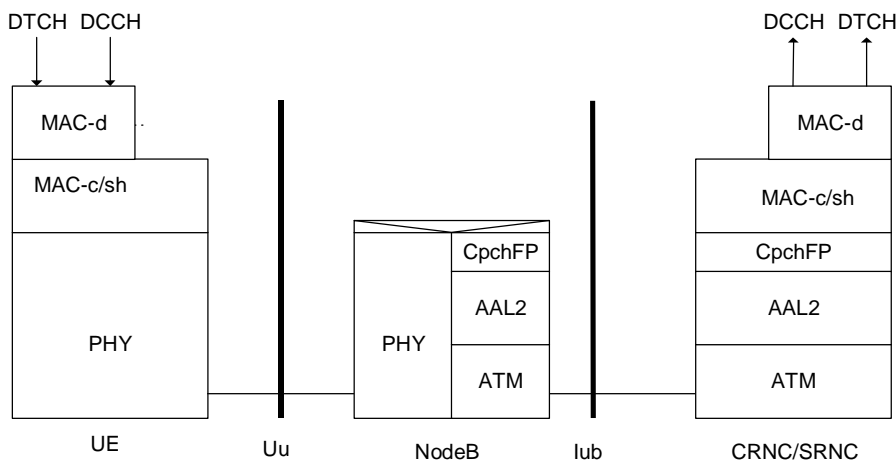 DTCH DCCH
DCCH DTCH
MAC-d
MAC-d
MAC-c/sh
MAC-c/sh
CpchFP
CpchFP
PHY
PHY
AAL2
AAL2
ATM
ATM
UE
Uu
NodeB
Iub
CRNC/SRNC